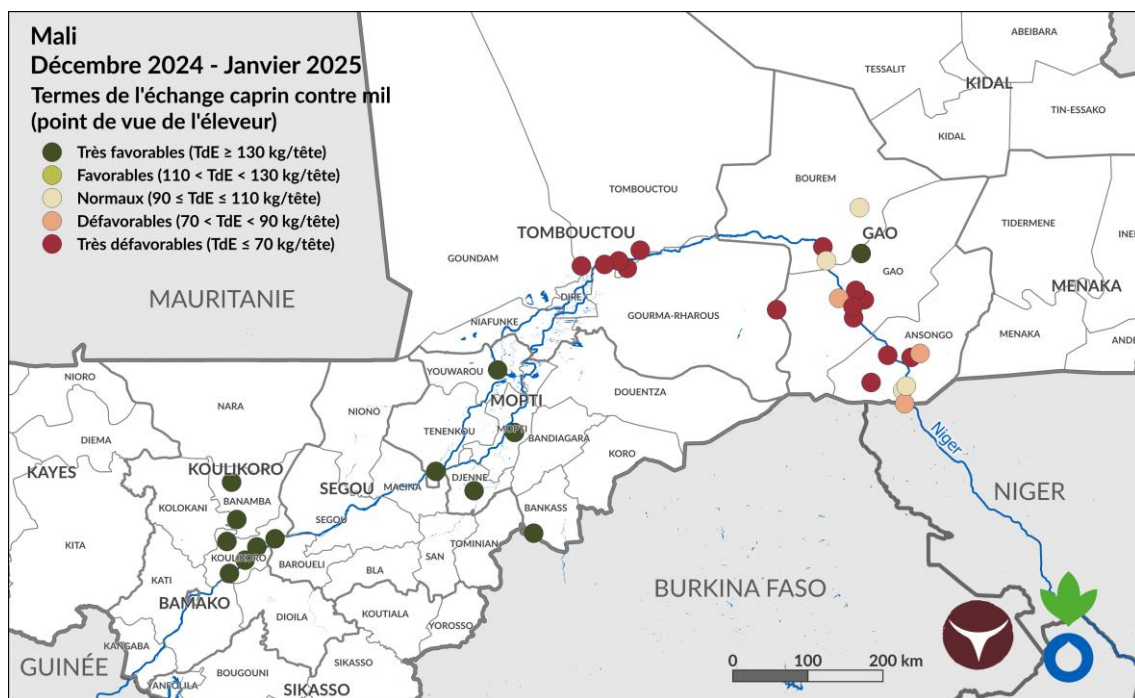 Mali
Décembre 2024 - Janvier 2025
Termes de l'échange caprin contre mil
(point de vue de l'éleveur)
Très favorables (TdE ≥ 130 kg/tête)
Favorables (110 < TdE < 130 kg/tête)
Normaux (90 ≤ TdE ≤ 110 kg/tête)
Défavorables (70 < TdE < 90 kg/tête)
Très défavorables (TdE ≤ 70 kg/tête)
ABEIBARA
TESSALIT
KIDAL
TIN-ESSAKO
KIDAL
BOUREM
TOMBOUCTOU
TIDERMENE
TOMBOUCTOU
GAO
GOUNDAM
GAO
MENAKA
MAURITANIE
DIRE
GOURMA-RHAROUS
NIAFUNKE
ANSONGO
MENAKA
YOUWAROU
NIORO
DOUENTZA
NARA
NIONO
MOPTI
TENENKOU
MOPTI
BANDIAGARA
DIEMA
KORO
Niger
KAYES
KOULIKORO
SEGOU
MACINA
DJENNE
NIGER
BANAMBA
KOLOKANI
BANKASS
SEGOU
KITA
TOMINIAN
KOULIKORO
SAN
BAROUELI
BLA
KATI
BURKINA FASO
BAMAKO
DIOILA
KOUTIALA
YOROSSO
KANGABA
GUINÉE
SIKASSO
BOUGOUNI
YANFOLILA
SIKASSO
0 100 200 km